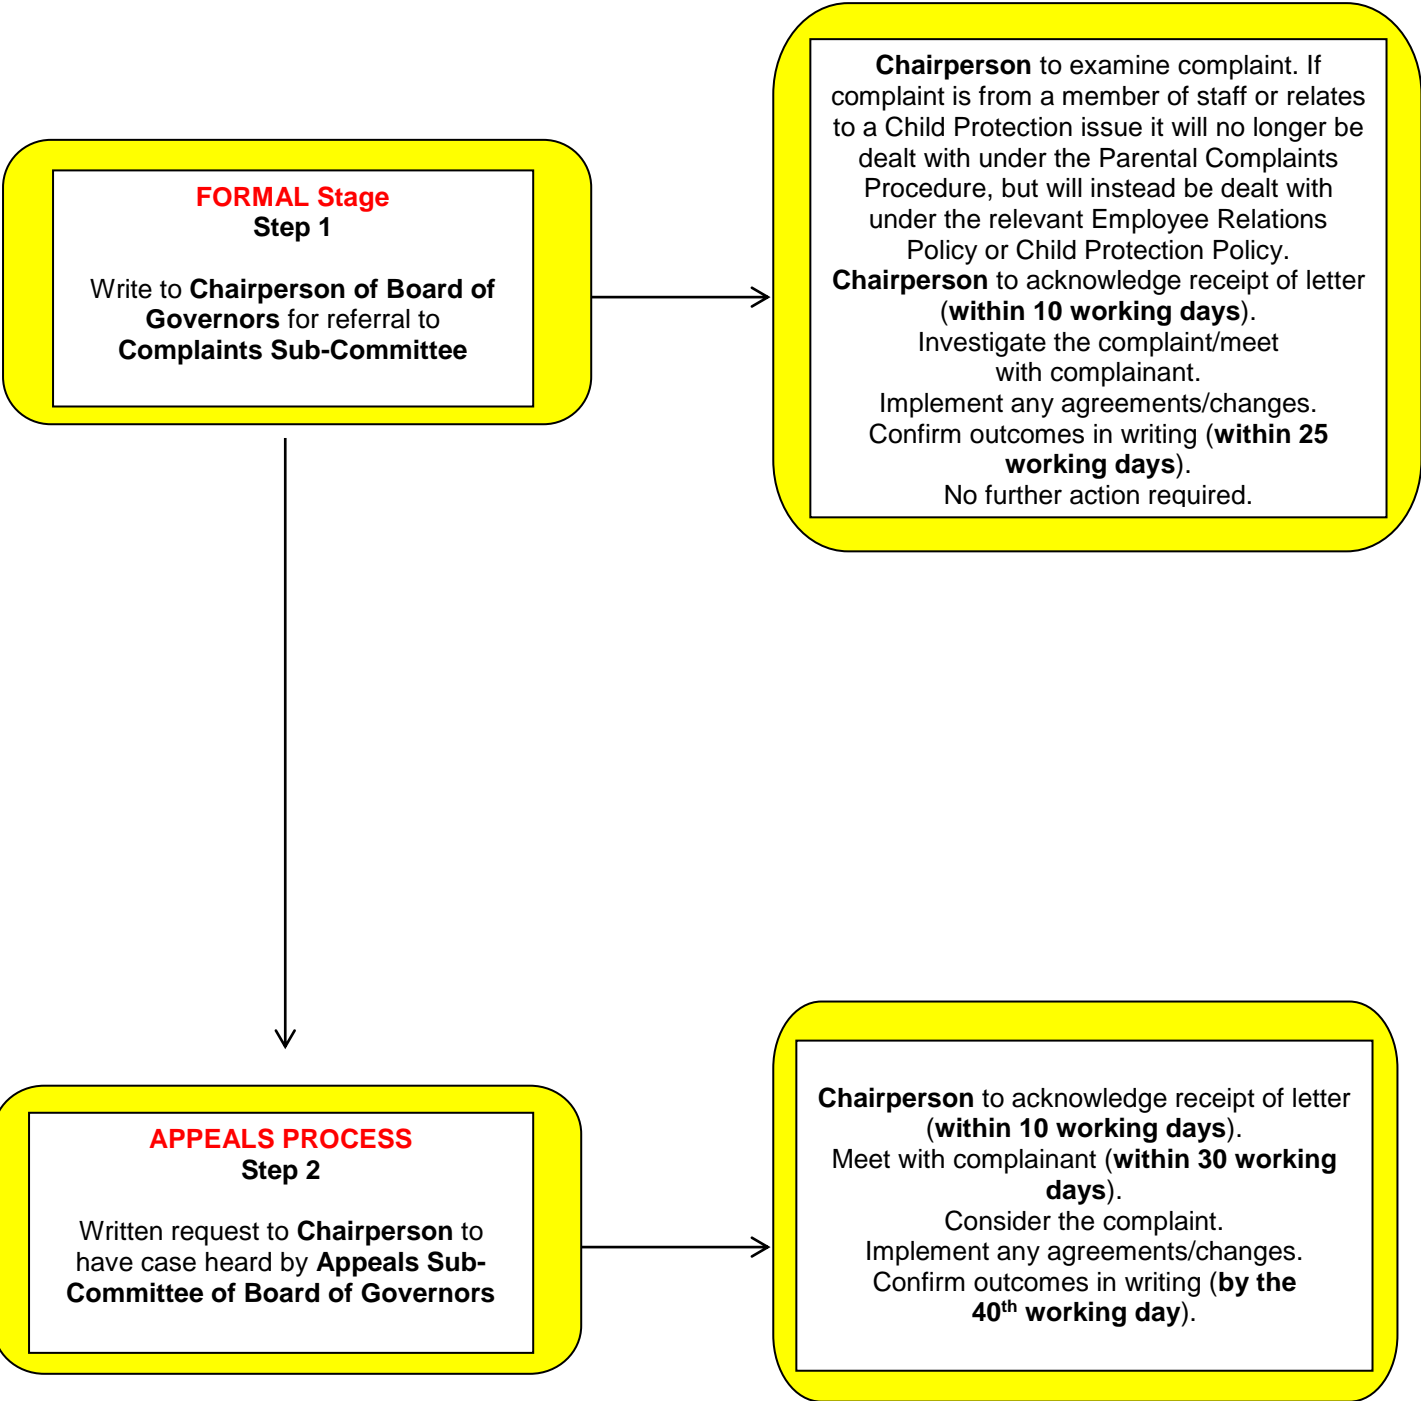 FORMAL Stage
Step 1
Write to Chairperson of Board of
Governors for referral to
Complaints Sub-Committee
Chairperson to examine complaint. If
complaint is from a member of staff or relates
to a Child Protection issue it will no longer be
dealt with under the Parental Complaints
Procedure, but will instead be dealt with
under the relevant Employee Relations
Policy or Child Protection Policy.
Chairperson to acknowledge receipt of letter
(within 10 working days).
Investigate the complaint/meet
with complainant.
Implement any agreements/changes.
Confirm outcomes in writing (within 25
working days).
No further action required.
APPEALS PROCESS
Step 2
Written request to Chairperson to
have case heard by Appeals Sub-
Committee of Board of Governors
Chairperson to acknowledge receipt of letter
(within 10 working days).
Meet with complainant (within 30 working
days).
Consider the complaint.
Implement any agreements/changes.
Confirm outcomes in writing (by the
40th working day).